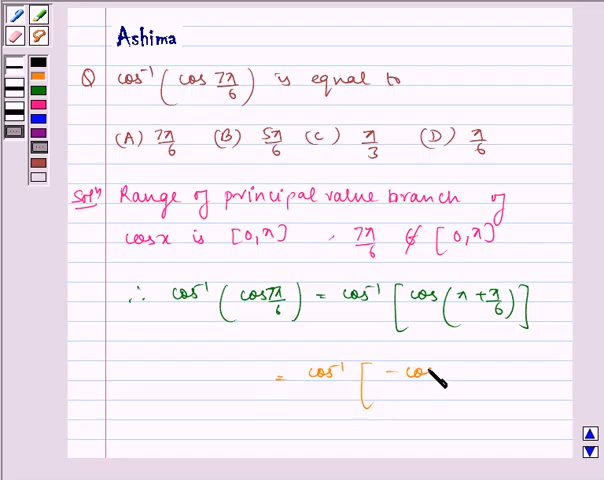 Ashima
Q cos⁻¹ ( cos 7π/6 ) is equal to
(A) 7π/6 (B) 5π/6 (C) π/3 (D) π/6
Solⁿ Range of principal value branch of
cosx is [0, π] , 7π/6 ∉ [0, π]
∴ cos⁻¹ ( cos 7π/6 ) = cos⁻¹ [ cos ( π + π/6 ) ]
= cos⁻¹ [ - cos